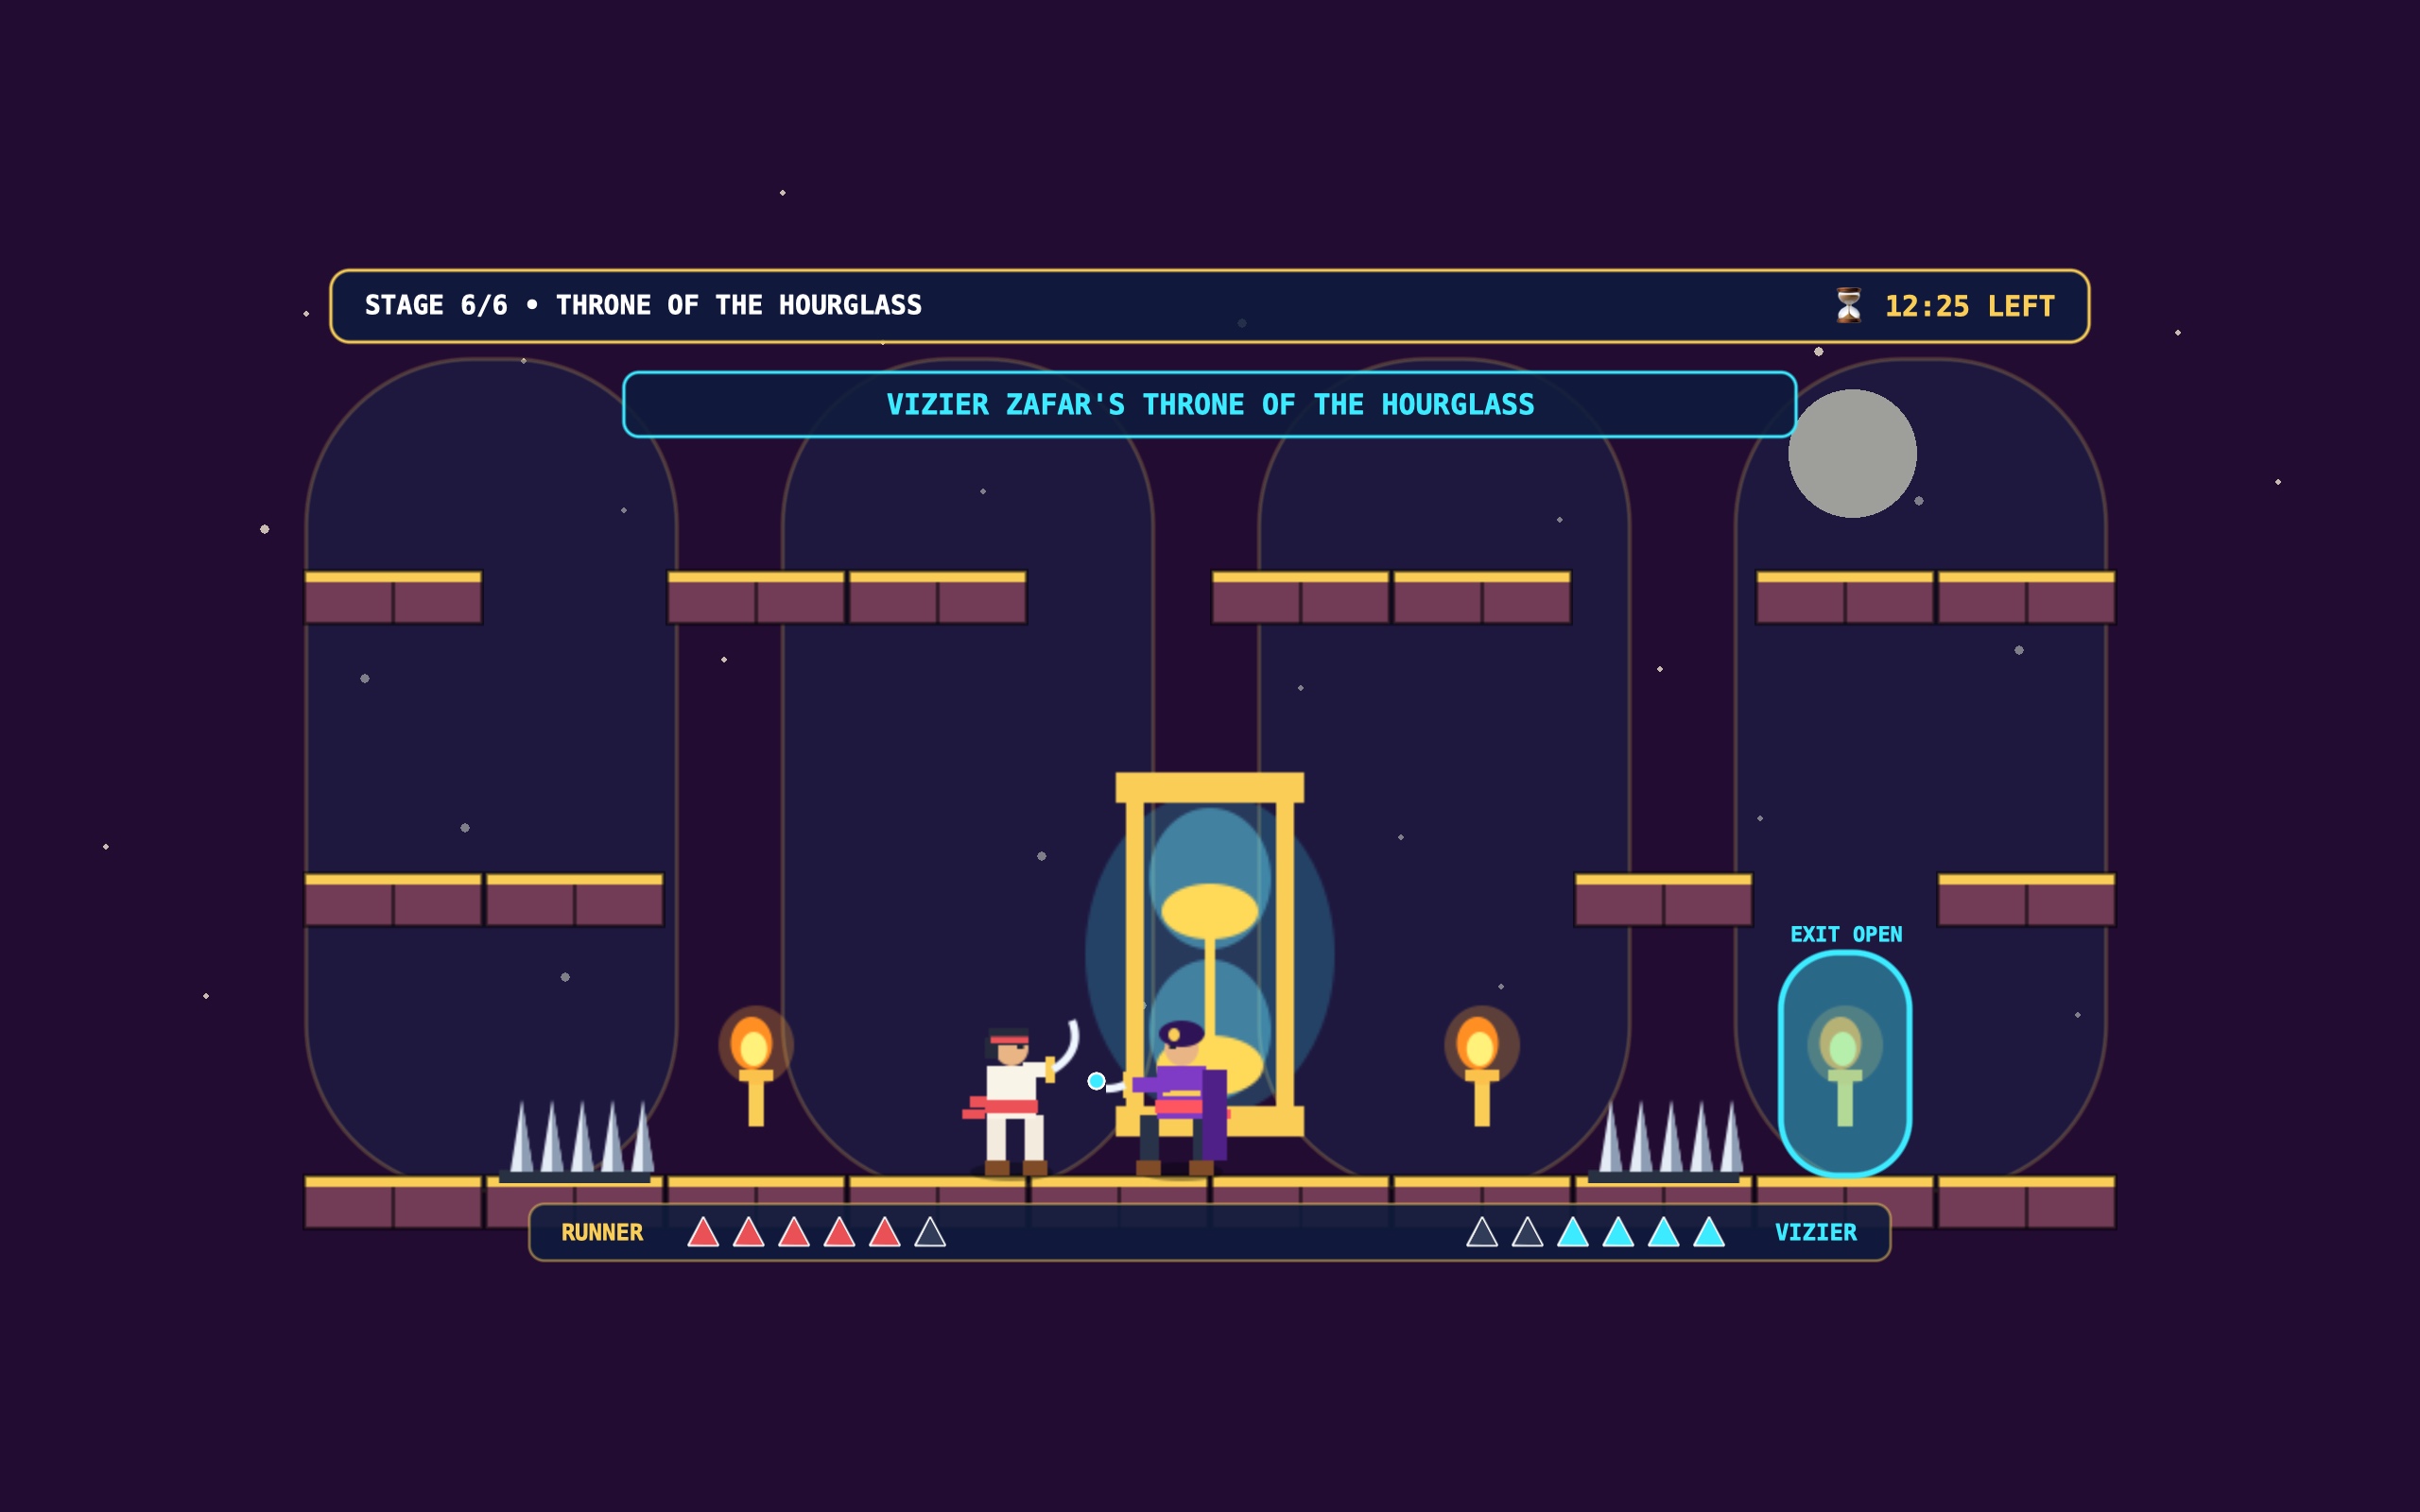 STAGE 6/6 • THRONE OF THE HOURGLASS
⏳ 12:25 LEFT
VIZIER ZAFAR'S THRONE OF THE HOURGLASS
EXIT OPEN
RUNNER
VIZIER